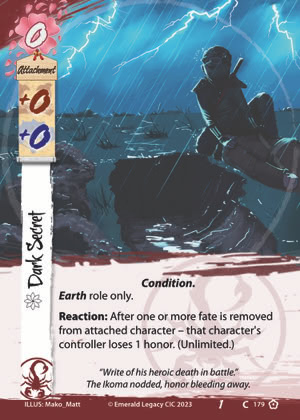 0
Attachment
+0
+0
Dark Secret
Condition.
Earth role only.
Reaction: After one or more fate is removed
from attached character – that character's
controller loses 1 honor. (Unlimited.)
"Write of his heroic death in battle."
The Ikoma nodded, honor bleeding away.
ILLUS: Mako_Matt © Emerald Legacy CIC 2023 1 C 179